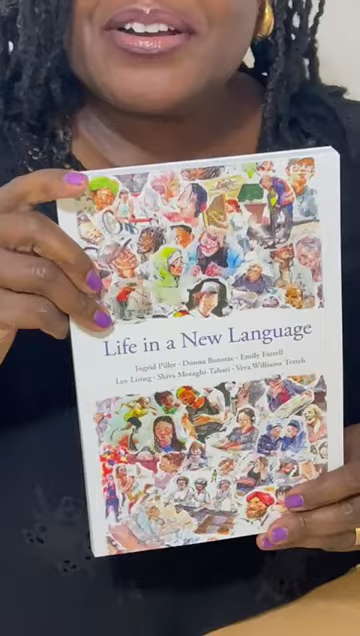 Life in a New Language
Ingrid Piller · Donna Butorac · Emily Farrell
Loy Lising · Shiva Motaghi-Tabari · Vera Williams Tetteh